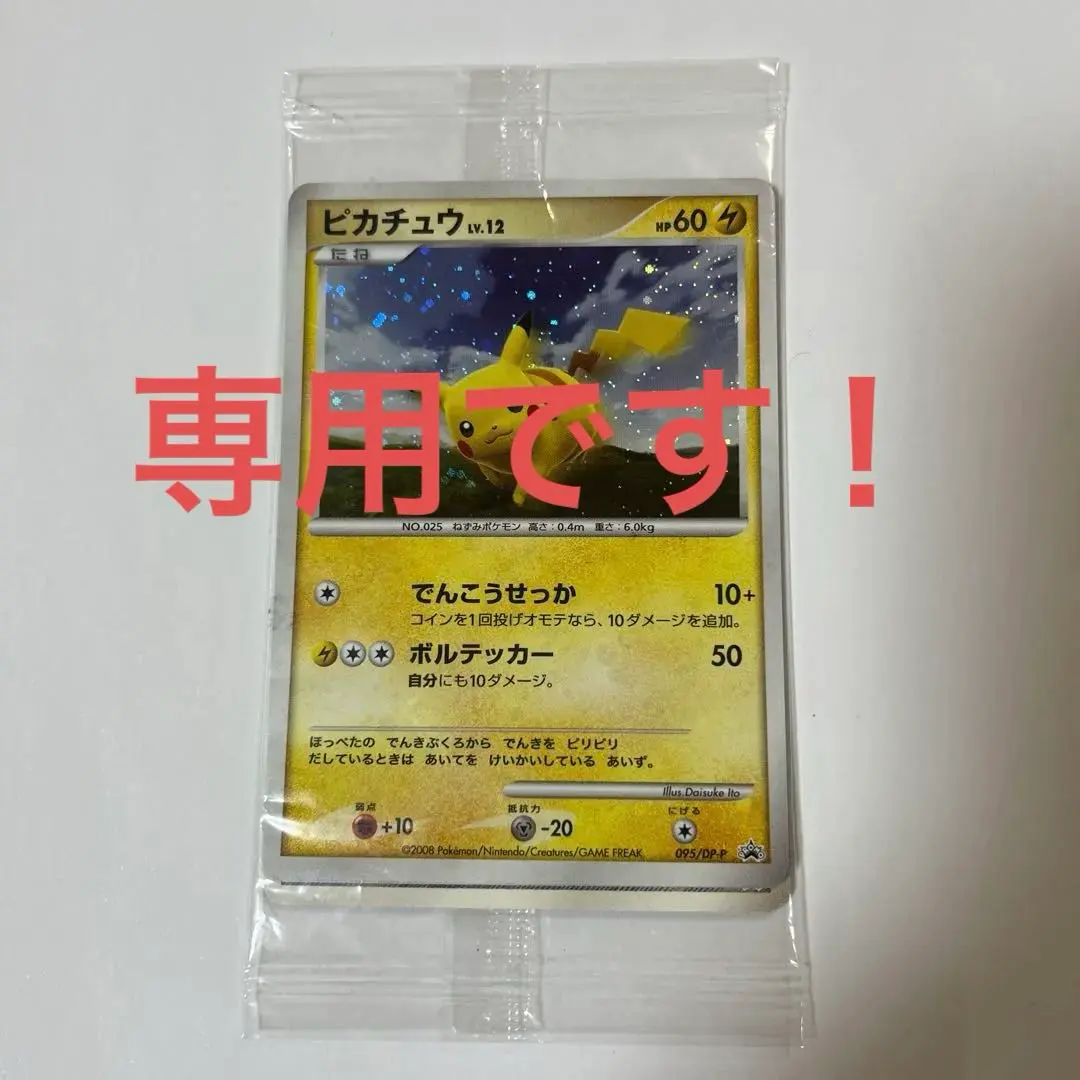 ピカチュウ LV.12 HP60
たね
専用です！
NO.025 ねずみポケモン 高さ：0.4m 重さ：6.0kg
でんこうせっか 10+
コインを1回投げオモテなら、10ダメージを追加。
ボルテッカー 50
自分にも10ダメージ。
ほっぺたの でんきぶくろから でんきを ピリピリ
だしているときは あいてを けいかいしている あいず。
Illus.Daisuke Ito
弱点 抵抗力 にげる
+10 -20
©2008 Pokémon/Nintendo/Creatures/GAME FREAK 095/DP-P